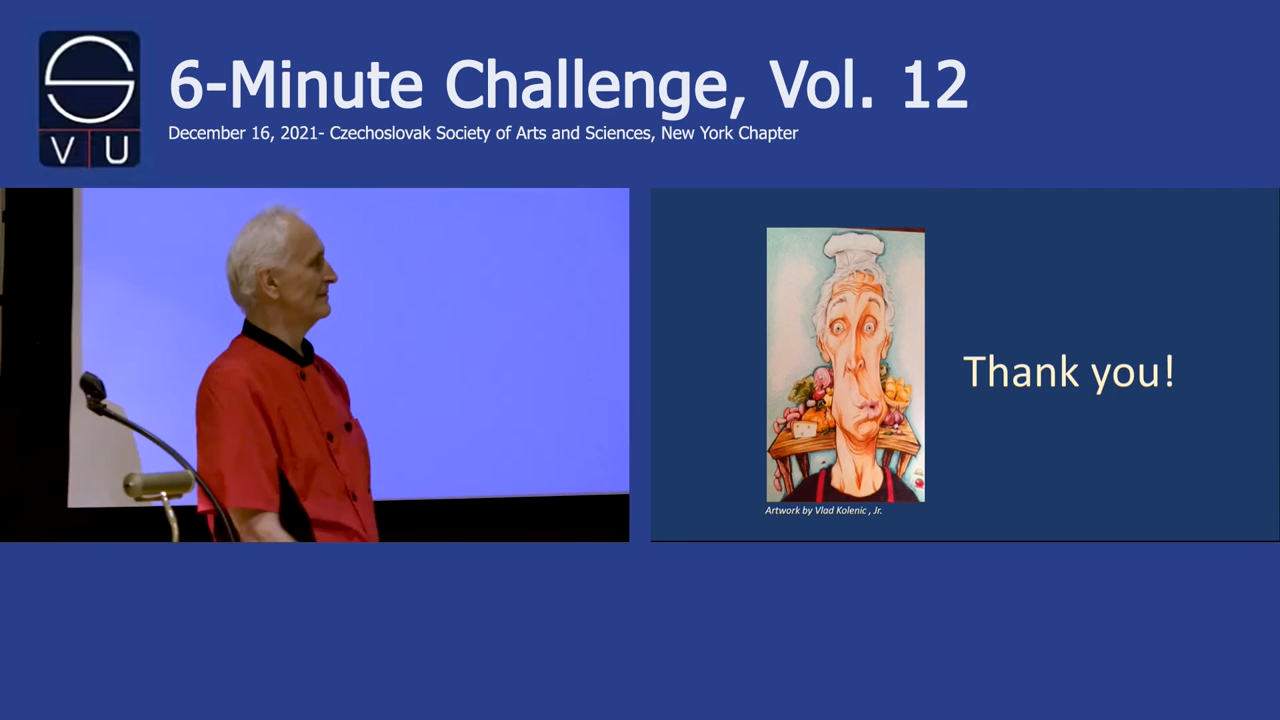 S
V U
6-Minute Challenge, Vol. 12
December 16, 2021- Czechoslovak Society of Arts and Sciences, New York Chapter
Thank you!
Artwork by Vlad Kolenic , Jr.